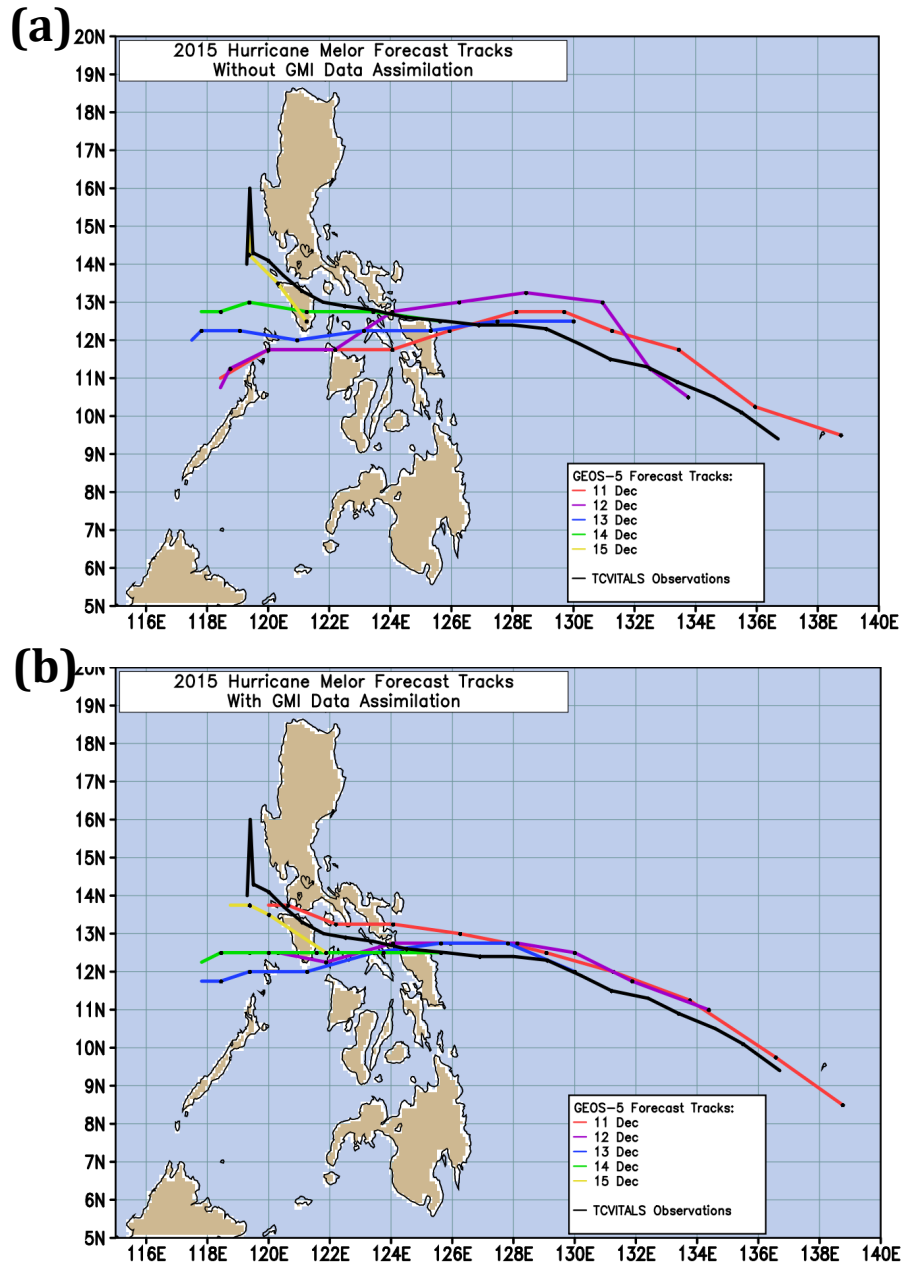 (a)
2015 Hurricane Melor Forecast Tracks
Without GMI Data Assimilation
20N
19N
18N
17N
16N
15N
14N
13N
12N
11N
10N
9N
8N
7N
6N
5N
GEOS-5 Forecast Tracks:
11 Dec
12 Dec
13 Dec
14 Dec
15 Dec
TCVITALS Observations
116E 118E 120E 122E 124E 126E 128E 130E 132E 134E 136E 138E 140E
(b)
2015 Hurricane Melor Forecast Tracks
With GMI Data Assimilation
20N
19N
18N
17N
16N
15N
14N
13N
12N
11N
10N
9N
8N
7N
6N
5N
GEOS-5 Forecast Tracks:
11 Dec
12 Dec
13 Dec
14 Dec
15 Dec
TCVITALS Observations
116E 118E 120E 122E 124E 126E 128E 130E 132E 134E 136E 138E 140E